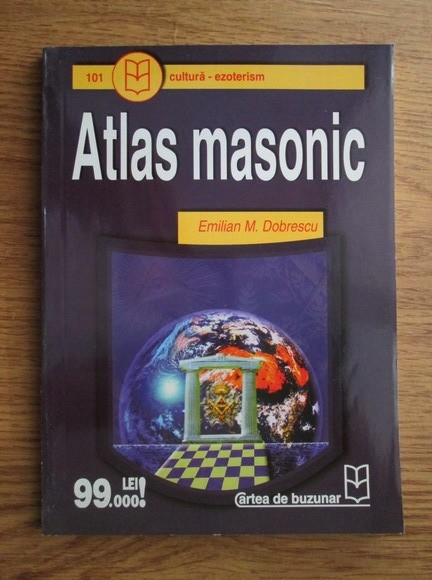 101 cultură - ezoterism
Atlas masonic
Emilian M. Dobrescu
99.000 LEI!
Cartea de buzunar